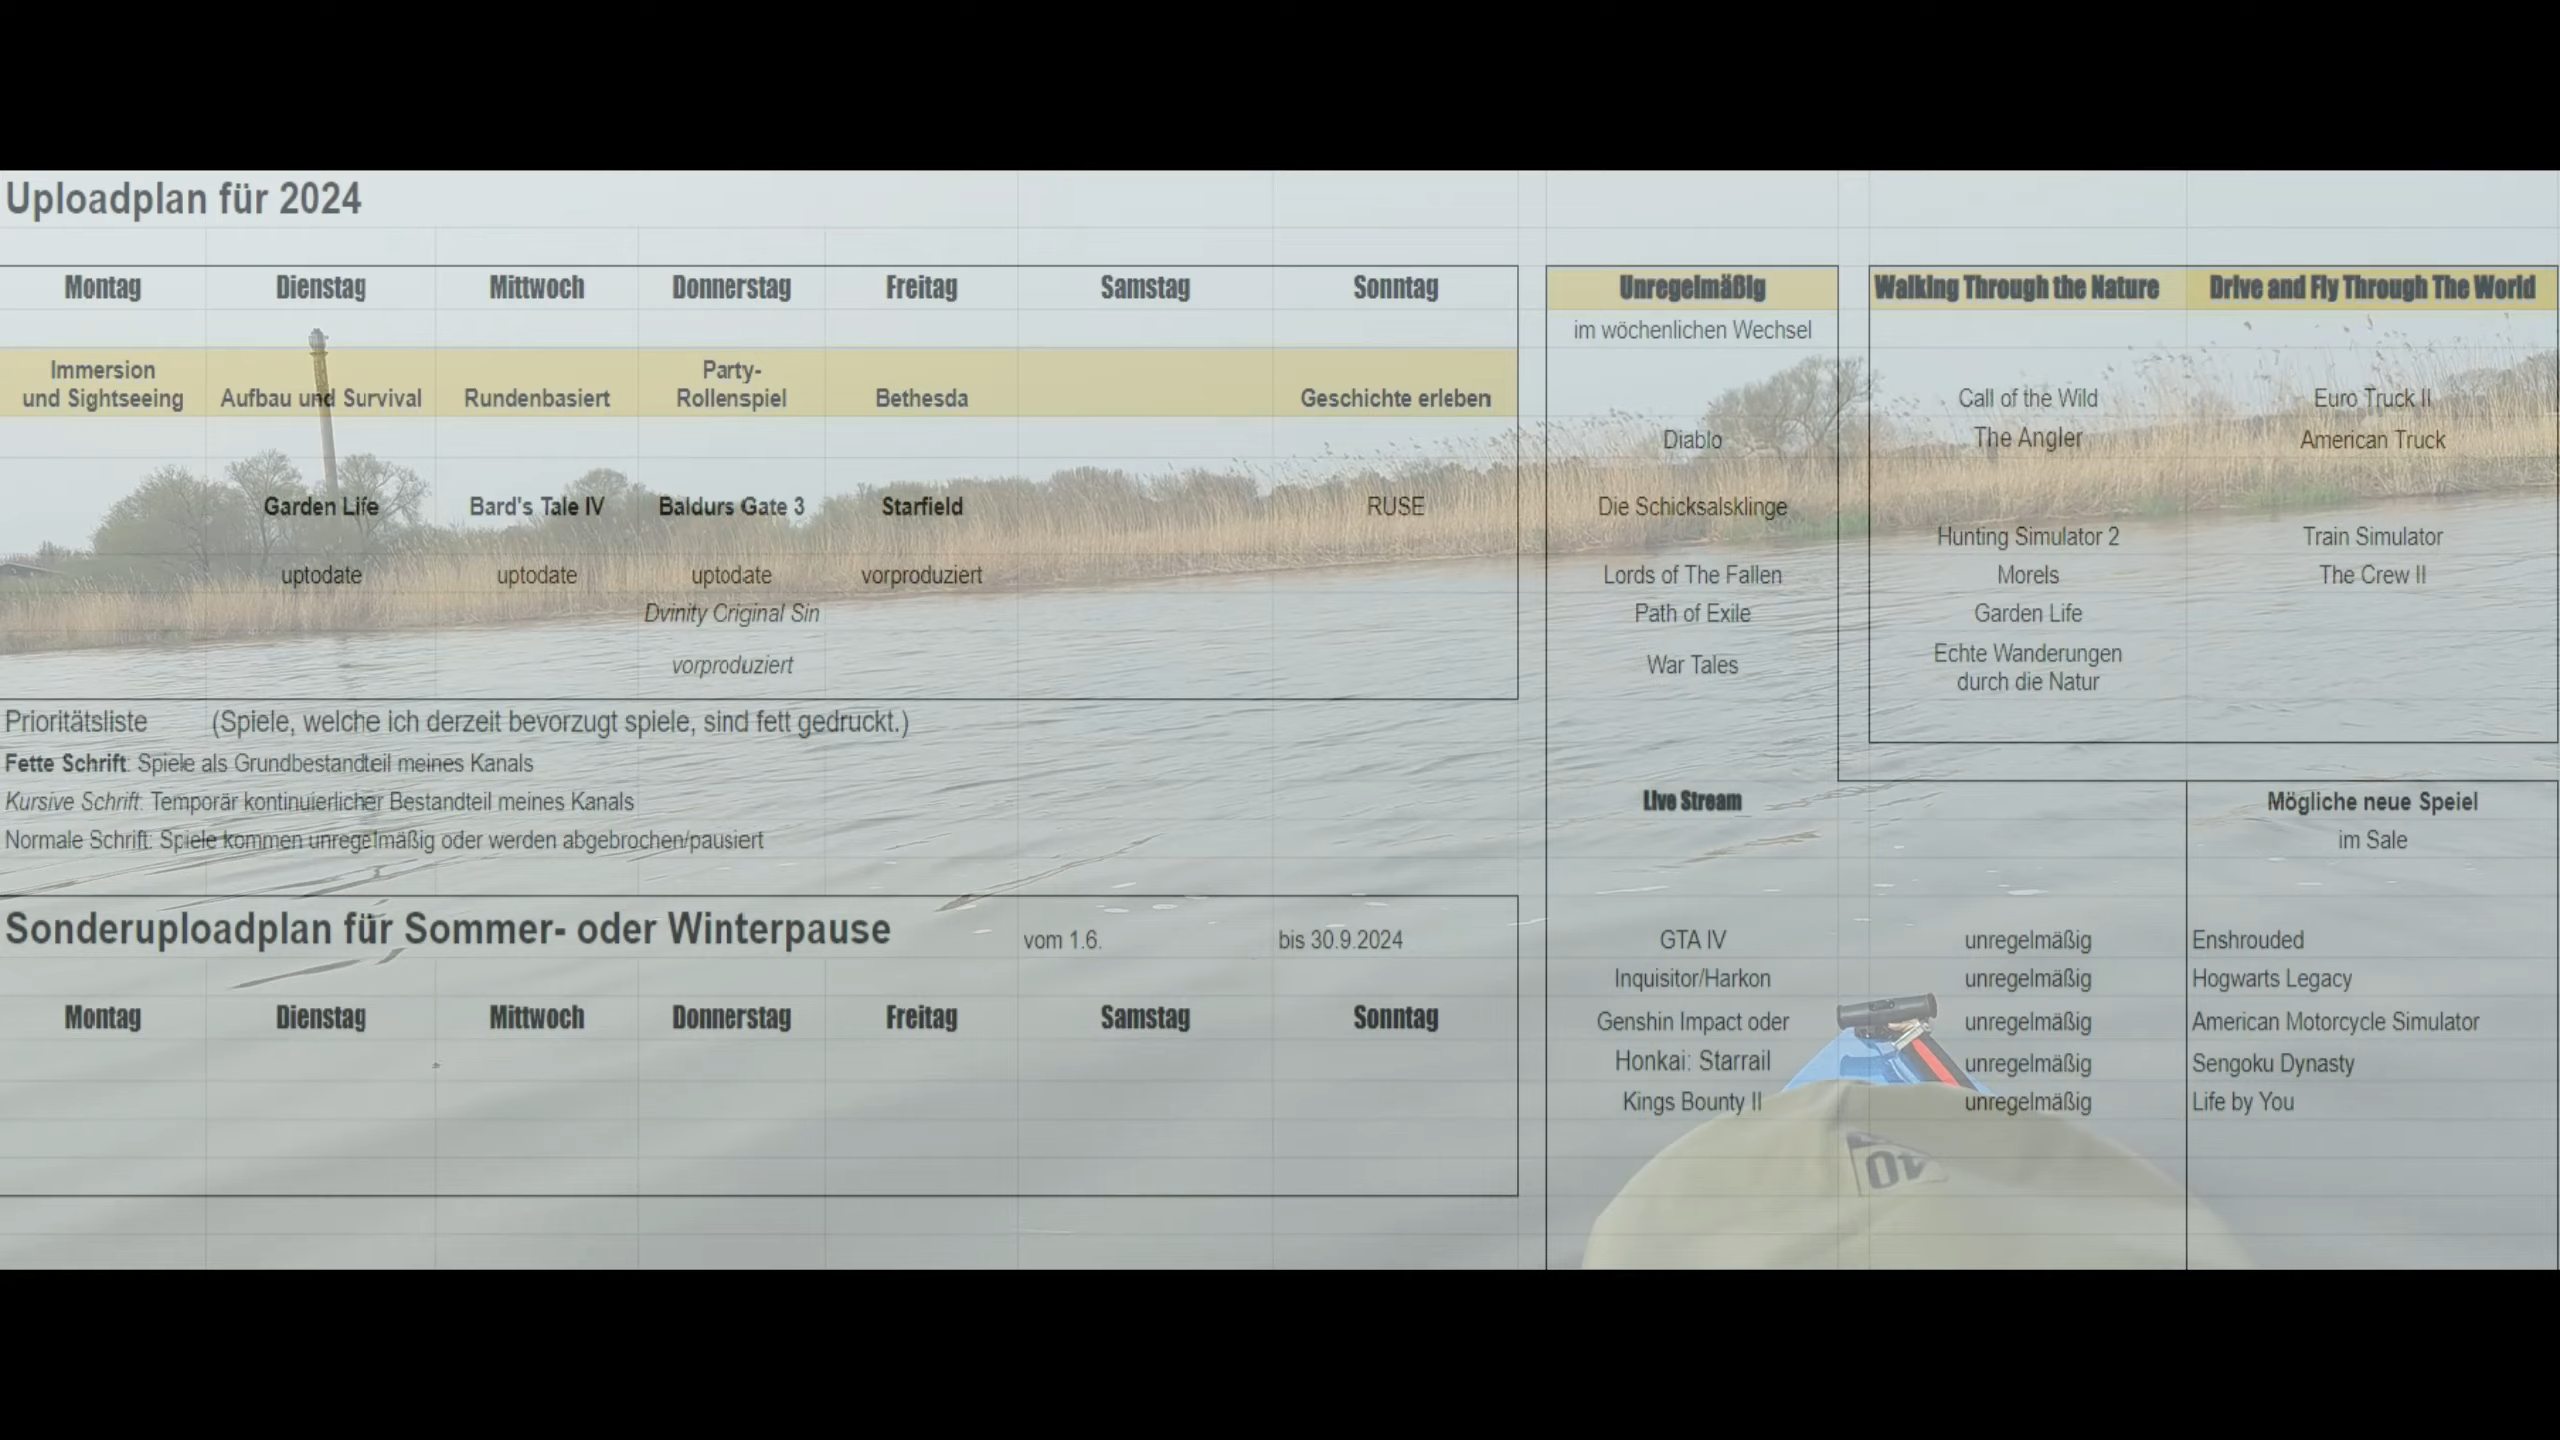 Uploadplan für 2024
Montag Dienstag Mittwoch Donnerstag Freitag Samstag Sonntag
Immersion und Sightseeing Aufbau und Survival Rundenbasiert Party-Rollenspiel Bethesda Geschichte erleben
Garden Life Bard's Tale IV Baldurs Gate 3 Starfield RUSE
uptodate uptodate uptodate vorproduziert
Dvinity Criginal Sin
vorproduziert
Prioritätsliste (Spiele, welche ich derzeit bevorzugt spiele, sind fett gedruckt.)
Fette Schrift: Spiele als Grundbestandteil meines Kanals
Kursive Schrift: Temporär kontinuierlicher Bestandteil meines Kanals
Normale Schrift: Spiele kommen unregelmäßig oder werden abgebrochen/pausiert
Sonderuploadplan für Sommer- oder Winterpause vom 1.6. bis 30.9.2024
Montag Dienstag Mittwoch Donnerstag Freitag Samstag Sonntag
Unregelmäßig
im wöchenlichen Wechsel
Diablo
Die Schicksalsklinge
Lords of The Fallen
Path of Exile
War Tales
Walking Through the Nature Drive and Fly Through The World
Call of the Wild Euro Truck II
The Angler American Truck
Hunting Simulator 2 Train Simulator
Morels The Crew II
Garden Life
Echte Wanderungen
durch die Natur
Live Stream
GTA IV unregelmäßig
Inquisitor/Harkon unregelmäßig
Genshin Impact oder unregelmäßig
Honkai: Starrail unregelmäßig
Kings Bounty II unregelmäßig
Mögliche neue Speiel
im Sale
Enshrouded
Hogwarts Legacy
American Motorcycle Simulator
Sengoku Dynasty
Life by You